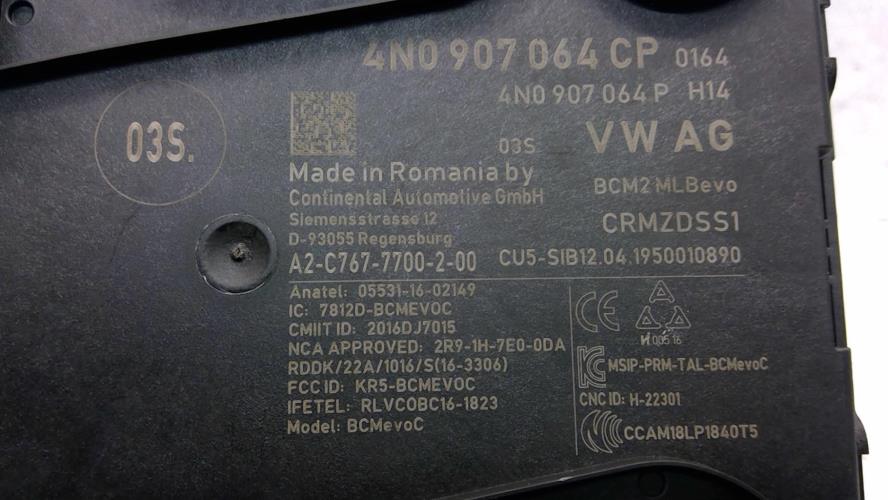 4N0 907 064 CP 0164
4N0 907 064 P H14
03S.
03S VW AG
Made in Romania by
Continental Automotive GmbH
Siemensstrasse 12
D-93055 Regensburg
A2-C767-7700-2-00
BCM2 MLBevo
CRMZDSS1
CU5-SIB12.04.1950010890
Anatel: 05531-16-02149
IC: 7812D-BCMEVOC
CMIIT ID: 2016DJ7015
NCA APPROVED: 2R9-1H-7E0-0DA
RDDK/22A/1016/S(16-3306)
FCC ID: KR5-BCMEVOC
IFETEL: RLVCOBC16-1823
Model: BCMevoC
CE
00516
MSIP-PRM-TAL-BCMevoC
CNC ID: H-22301
CCAM18LP1840T5